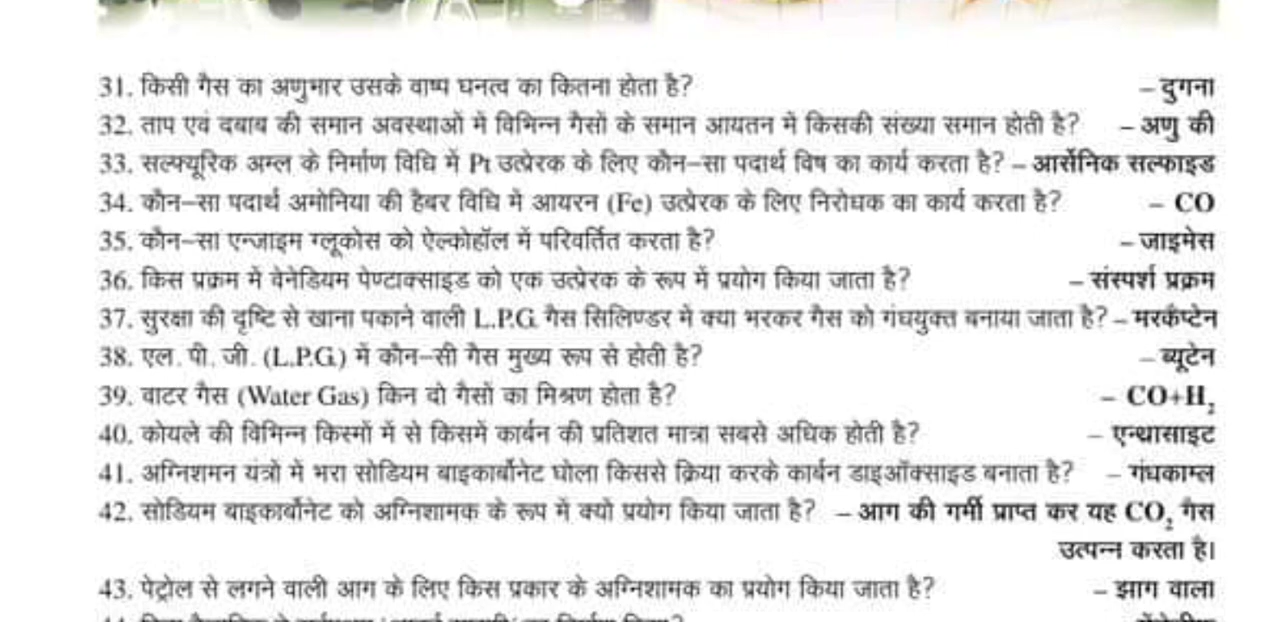 31. किसी गैस का अणुभार उसके वाष्प घनत्व का कितना होता है? – दुगना
32. ताप एवं दबाब की समान अवस्थाओं में विभिन्न गैसों के समान आयतन में किसकी संख्या समान होती है? – अणु की
33. सल्फ्यूरिक अम्ल के निर्माण विधि में Pt उत्प्रेरक के लिए कौन-सा पदार्थ विष का कार्य करता है? – आर्सेनिक सल्फाइड
34. कौन-सा पदार्थ अमोनिया की हैबर विधि में आयरन (Fe) उत्प्रेरक के लिए निरोधक का कार्य करता है? – CO
35. कौन-सा एन्जाइम ग्लूकोस को ऐल्कोहॉल में परिवर्तित करता है? – जाइमेस
36. किस प्रक्रम में वेनेडियम पेण्टाक्साइड को एक उत्प्रेरक के रूप में प्रयोग किया जाता है? – संस्पर्श प्रक्रम
37. सुरक्षा की दृष्टि से खाना पकाने वाली L.P.G. गैस सिलिण्डर में क्या भरकर गैस को गंधयुक्त बनाया जाता है? – मरकॅप्टेन
38. एल. पी. जी. (L.P.G.) में कौन-सी गैस मुख्य रूप से होती है? – ब्यूटेन
39. वाटर गैस (Water Gas) किन दो गैसों का मिश्रण होता है? – CO+H₂
40. कोयले की विभिन्न किस्मों में से किसमें कार्बन की प्रतिशत मात्रा सबसे अधिक होती है? – एन्थ्रासाइट
41. अग्निशमन यंत्रो में भरा सोडियम बाइकार्बोनेट घोला किससे क्रिया करके कार्बन डाइऑक्साइड बनाता है? – गंधकाम्ल
42. सोडियम बाइकार्बोनेट को अग्निशामक के रूप में क्यो प्रयोग किया जाता है? – आग की गर्मी प्राप्त कर यह CO₂ गैस
उत्पन्न करता है।
43. पेट्रोल से लगने वाली आग के लिए किस प्रकार के अग्निशामक का प्रयोग किया जाता है? – झाग वाला